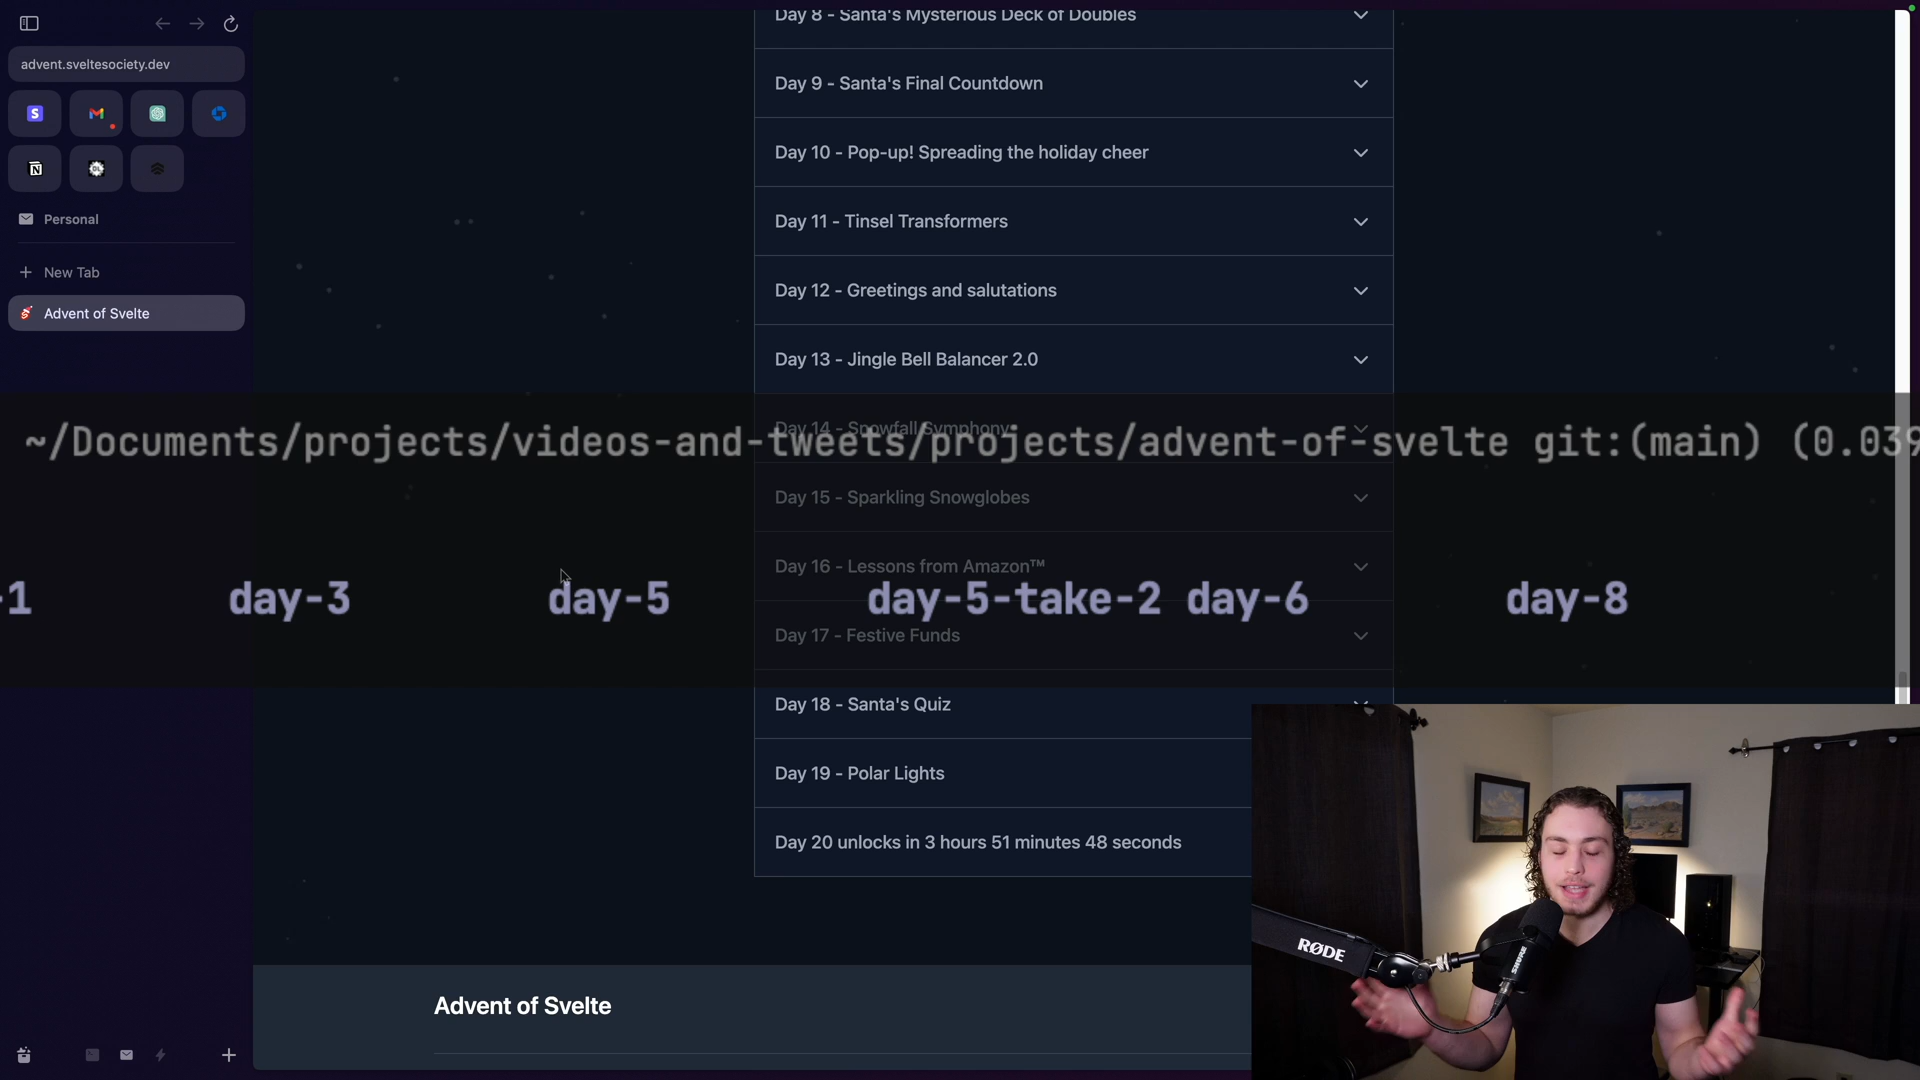 advent.sveltesociety.dev
Personal
New Tab
Advent of Svelte
Day 8 - Santa's Mysterious Deck of Doubles
Day 9 - Santa's Final Countdown
Day 10 - Pop-up! Spreading the holiday cheer
Day 11 - Tinsel Transformers
Day 12 - Greetings and salutations
Day 13 - Jingle Bell Balancer 2.0
Day 14 - Snowfall Symphony
~/Documents/projects/videos-and-tweets/projects/advent-of-svelte git:(main) (0.039
Day 15 - Sparkling Snowglobes
Day 16 - Lessons from Amazon™
-1 day-3 day-5 day-5-take-2 day-6 day-8
Day 17 - Festive Funds
Day 18 - Santa's Quiz
Day 19 - Polar Lights
Day 20 unlocks in 3 hours 51 minutes 48 seconds
Advent of Svelte
RØDE
SHURE